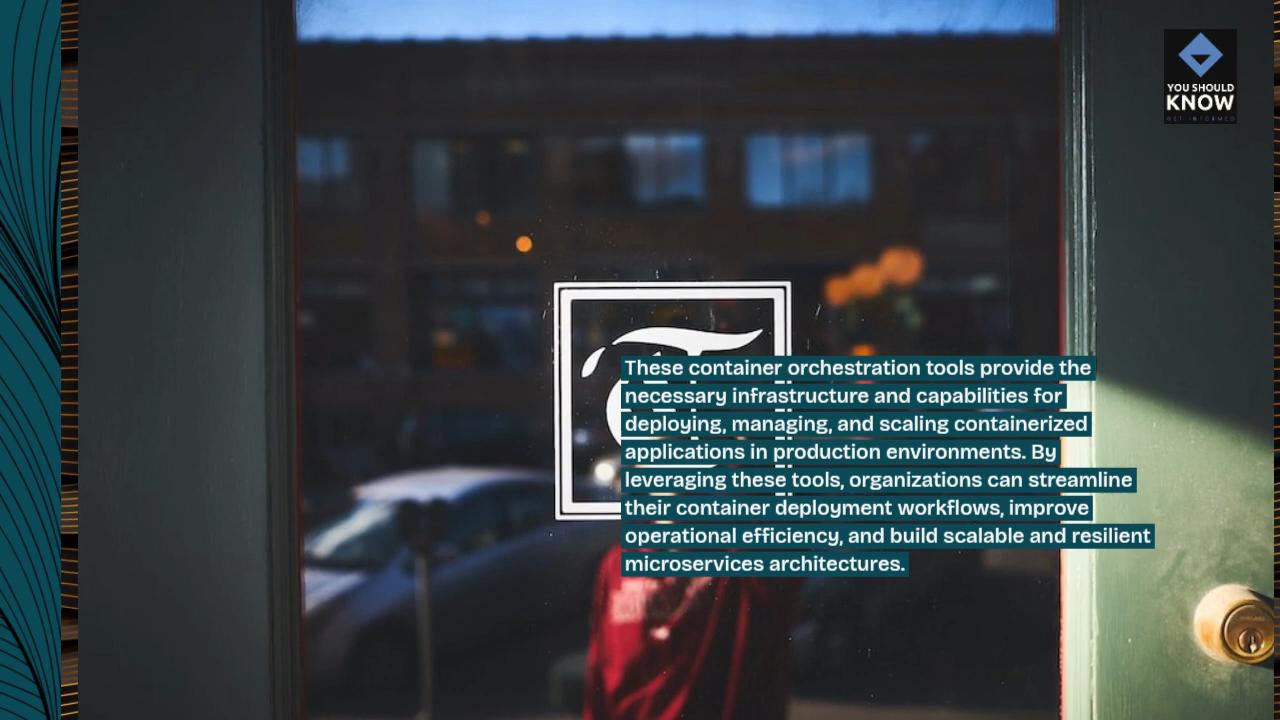 YOU SHOULD
KNOW
GET INFORMED
T
These container orchestration tools provide the
necessary infrastructure and capabilities for
deploying, managing, and scaling containerized
applications in production environments. By
leveraging these tools, organizations can streamline
their container deployment workflows, improve
operational efficiency, and build scalable and resilient
microservices architectures.